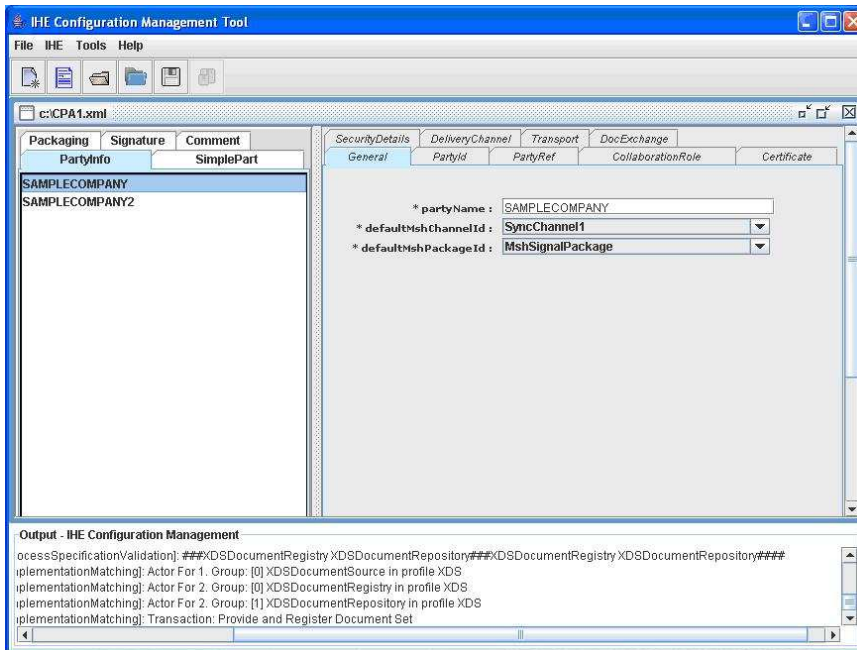 IHE Configuration Management Tool
File IHE Tools Help
c:\CPA1.xml
Packaging Signature Comment
PartyInfo SimplePart
SAMPLECOMPANY
SAMPLECOMPANY2
SecurityDetails DeliveryChannel Transport DocExchange
General PartyId PartyRef CollaborationRole Certificate
* partyName : SAMPLECOMPANY
* defaultMshChannelId : SyncChannel1
* defaultMshPackageId : MshSignalPackage
Output - IHE Configuration Management
ocessSpecificationValidation]: ###XDSDocumentRegistry XDSDocumentRepository###XDSDocumentRegistry XDSDocumentRepository####
plementationMatching]: Actor For 1. Group: [0] XDSDocumentSource in profile XDS
plementationMatching]: Actor For 2. Group: [0] XDSDocumentRegistry in profile XDS
plementationMatching]: Actor For 2. Group: [1] XDSDocumentRepository in profile XDS
plementationMatching]: Transaction: Provide and Register Document Set